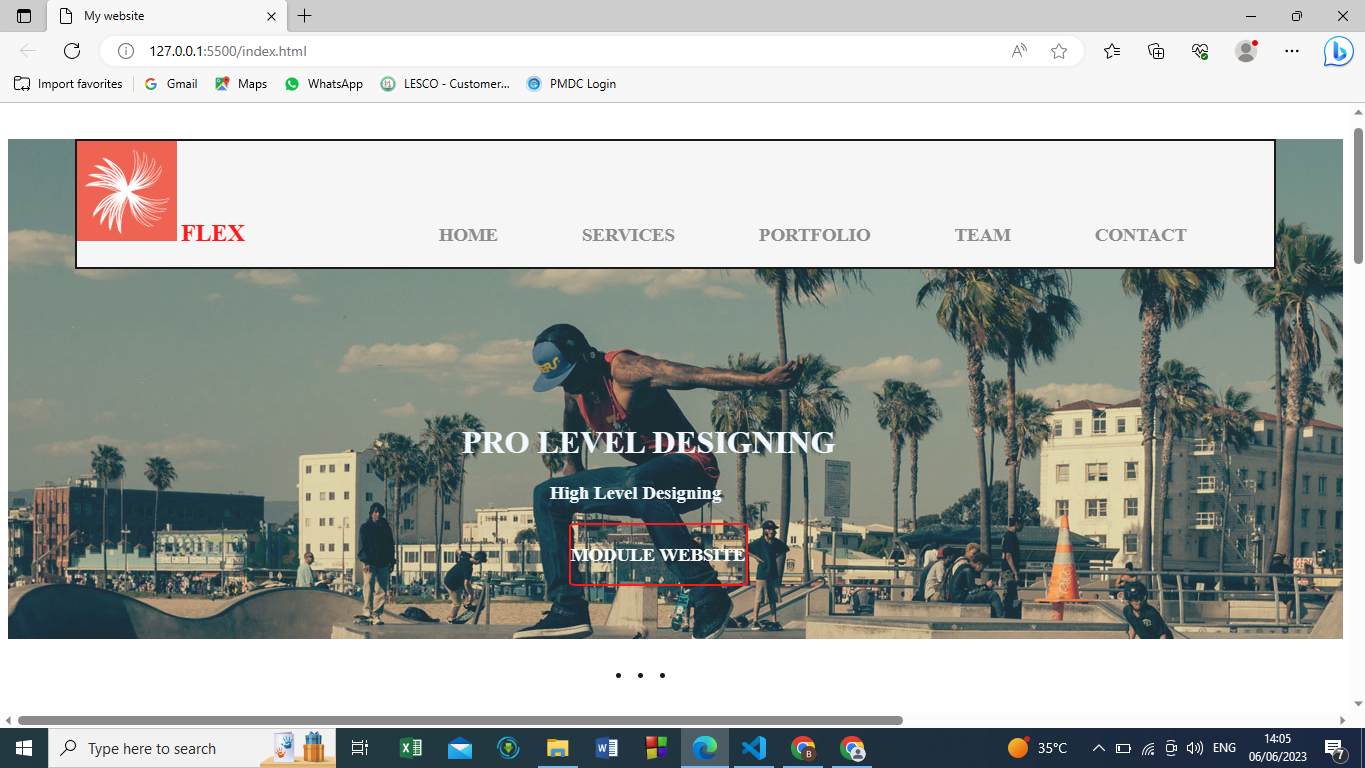 My website
127.0.0.1:5500/index.html
Import favorites
Gmail
Maps
WhatsApp
LESCO - Customer...
PMDC Login
FLEX
HOME
SERVICES
PORTFOLIO
TEAM
CONTACT
PRO LEVEL DESIGNING
High Level Designing
MODULE WEBSITE
Type here to search
35°C
ENG
14:05
06/06/2023
7